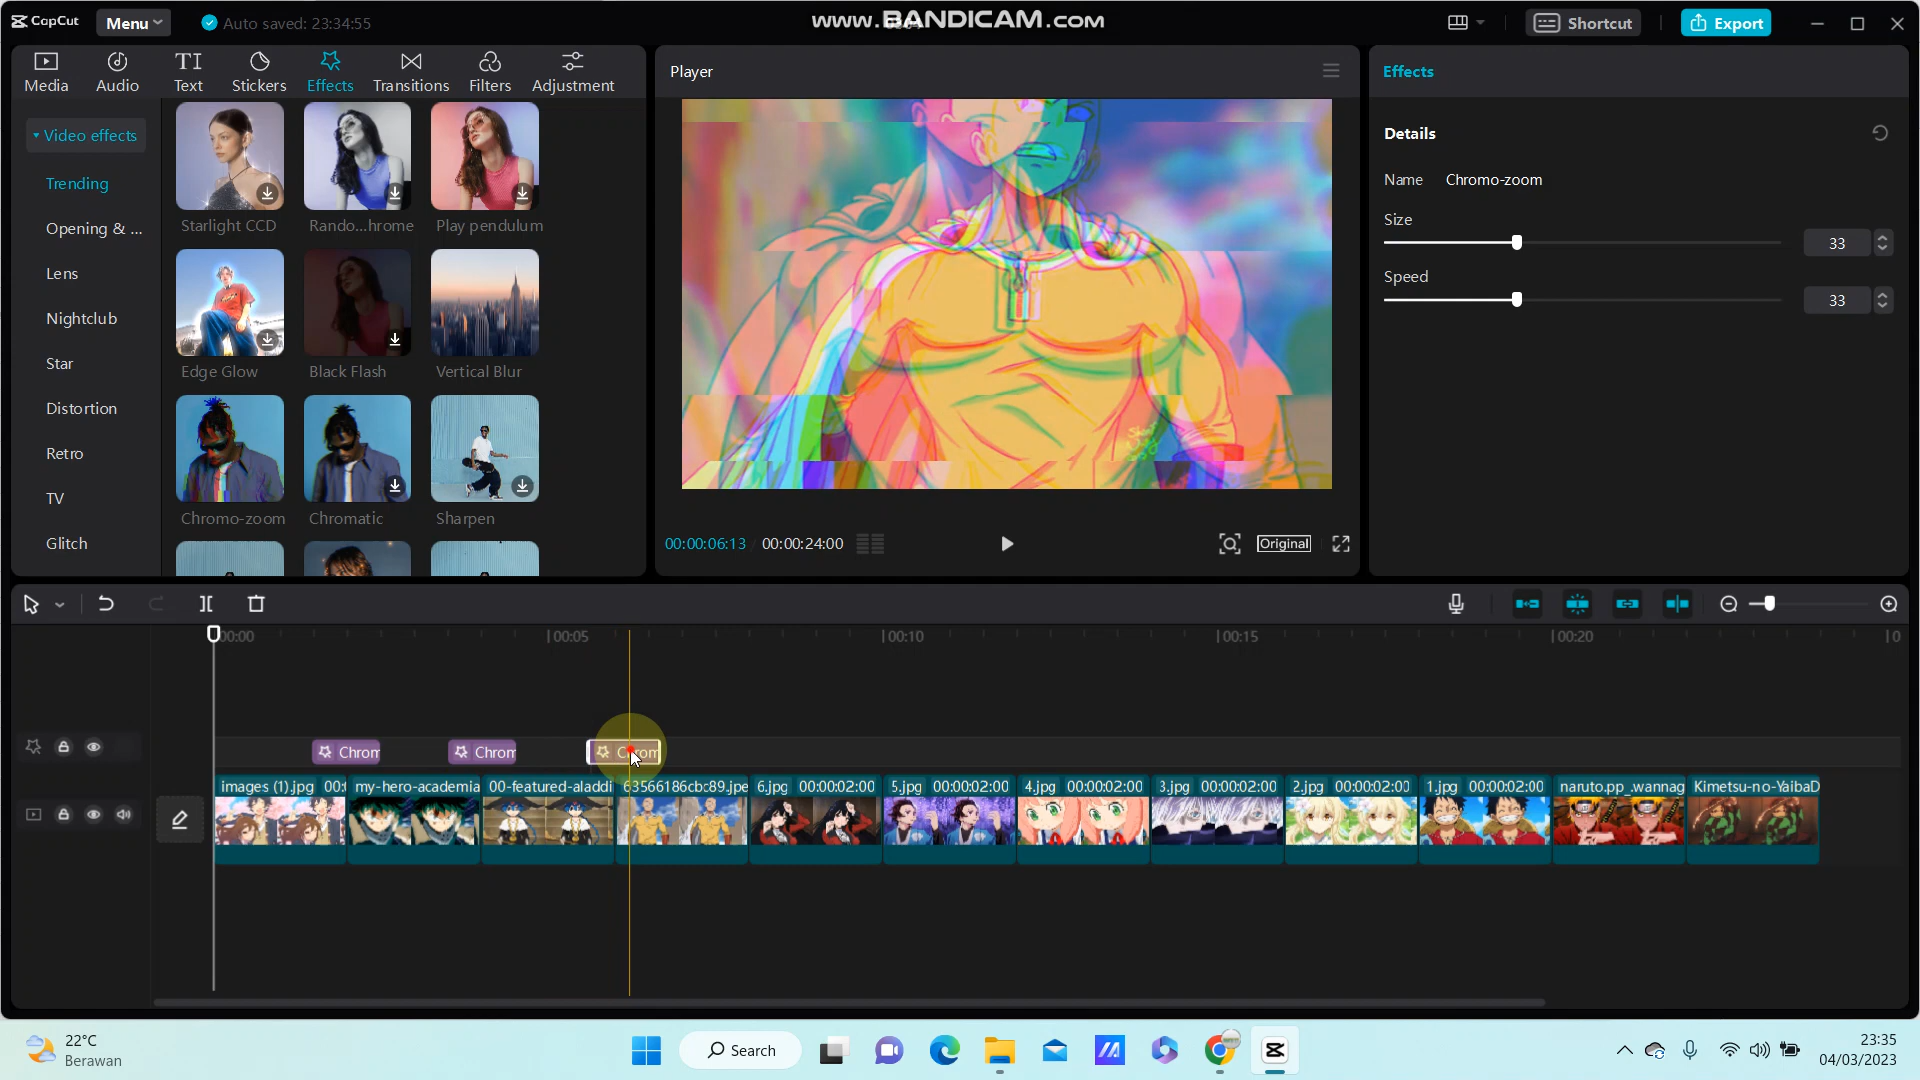 CapCut
Menu
Auto saved: 23:34:55
www.BANDICAM.com
Shortcut
Export
Media
Audio
Text
Stickers
Effects
Transitions
Filters
Adjustment
Player
Effects
Video effects
Trending
Opening & ...
Lens
Nightclub
Star
Distortion
Retro
TV
Glitch
Starlight CCD
Rando...hrome
Play pendulum
Edge Glow
Black Flash
Vertical Blur
Chromo-zoom
Chromatic
Sharpen
Details
Name Chromo-zoom
Size
33
Speed
33
00:00:06:13 00:00:24:00
Original
00:00
00:05
00:10
00:15
00:20
0
Chrom
Chrom
Chrom
images (1).jpg 00:
my-hero-academia
00-featured-aladdi
63566186cbc89.jpe
6.jpg 00:00:02:00
5.jpg 00:00:02:00
4.jpg 00:00:02:00
3.jpg 00:00:02:00
2.jpg 00:00:02:00
1.jpg 00:00:02:00
naruto.pp_.wannag
Kimetsu-no-YaibaD
22°C
Berawan
Search
23:35
04/03/2023